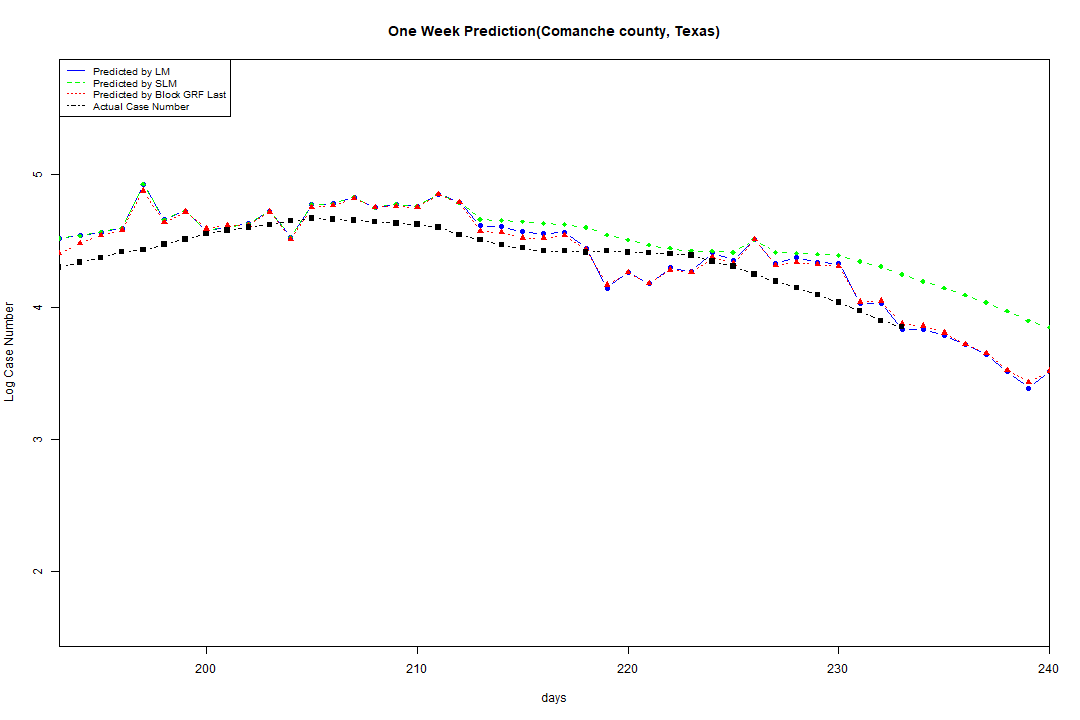 One Week Prediction(Comanche county, Texas)
Predicted by LM
Predicted by SLM
Predicted by Block GRF Last
Actual Case Number
5
4
3
2
Log Case Number
200 210 220 230 240
days